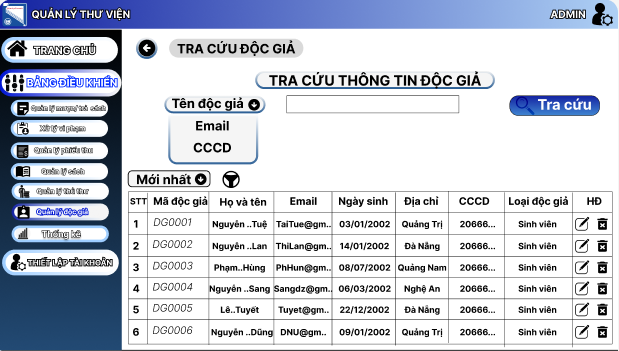 QUẢN LÝ THƯ VIỆN
ADMIN
TRANG CHỦ
TRA CỨU ĐỘC GIẢ
BẢNG ĐIỀU KHIỂN
TRA CỨU THÔNG TIN ĐỘC GIẢ
Quản lý mượn/ trả sách
Tên độc giả
Tra cứu
Xử lý vi phạm
Email
Quản lý phiếu thu
CCCD
Quản lý sách
Mới nhất
Quản lý thủ thư
STT Mã độc giả Họ và tên Email Ngày sinh Địa chỉ CCCD Loại độc giả HĐ
Quản lý độc giả
1 DG0001 Nguyễn ..Tuệ TaiTue@gm.. 03/01/2002 Quảng Trị 20666... Sinh viên
Thống kê
2 DG0002 Nguyễn ..Lan ThiLan@gm.. 14/01/2002 Đà Nẵng 20666... Sinh viên
THIẾT LẬP TÀI KHOẢN
3 DG0003 Phạm..Hùng PhHun@gm.. 08/07/2002 Quảng Nam 20666... Sinh viên
4 DG0004 Nguyễn ..Sang Sangdz@gm.. 06/03/2002 Nghệ An 20666... Sinh viên
5 DG0005 Lê..Tuyết Tuyet@gm.. 22/12/2002 Đà Nẵng 20666... Sinh viên
6 DG0006 Nguyễn ..Dũng DNU@gm.. 09/01/2002 Quảng Trị 20666... Sinh viên